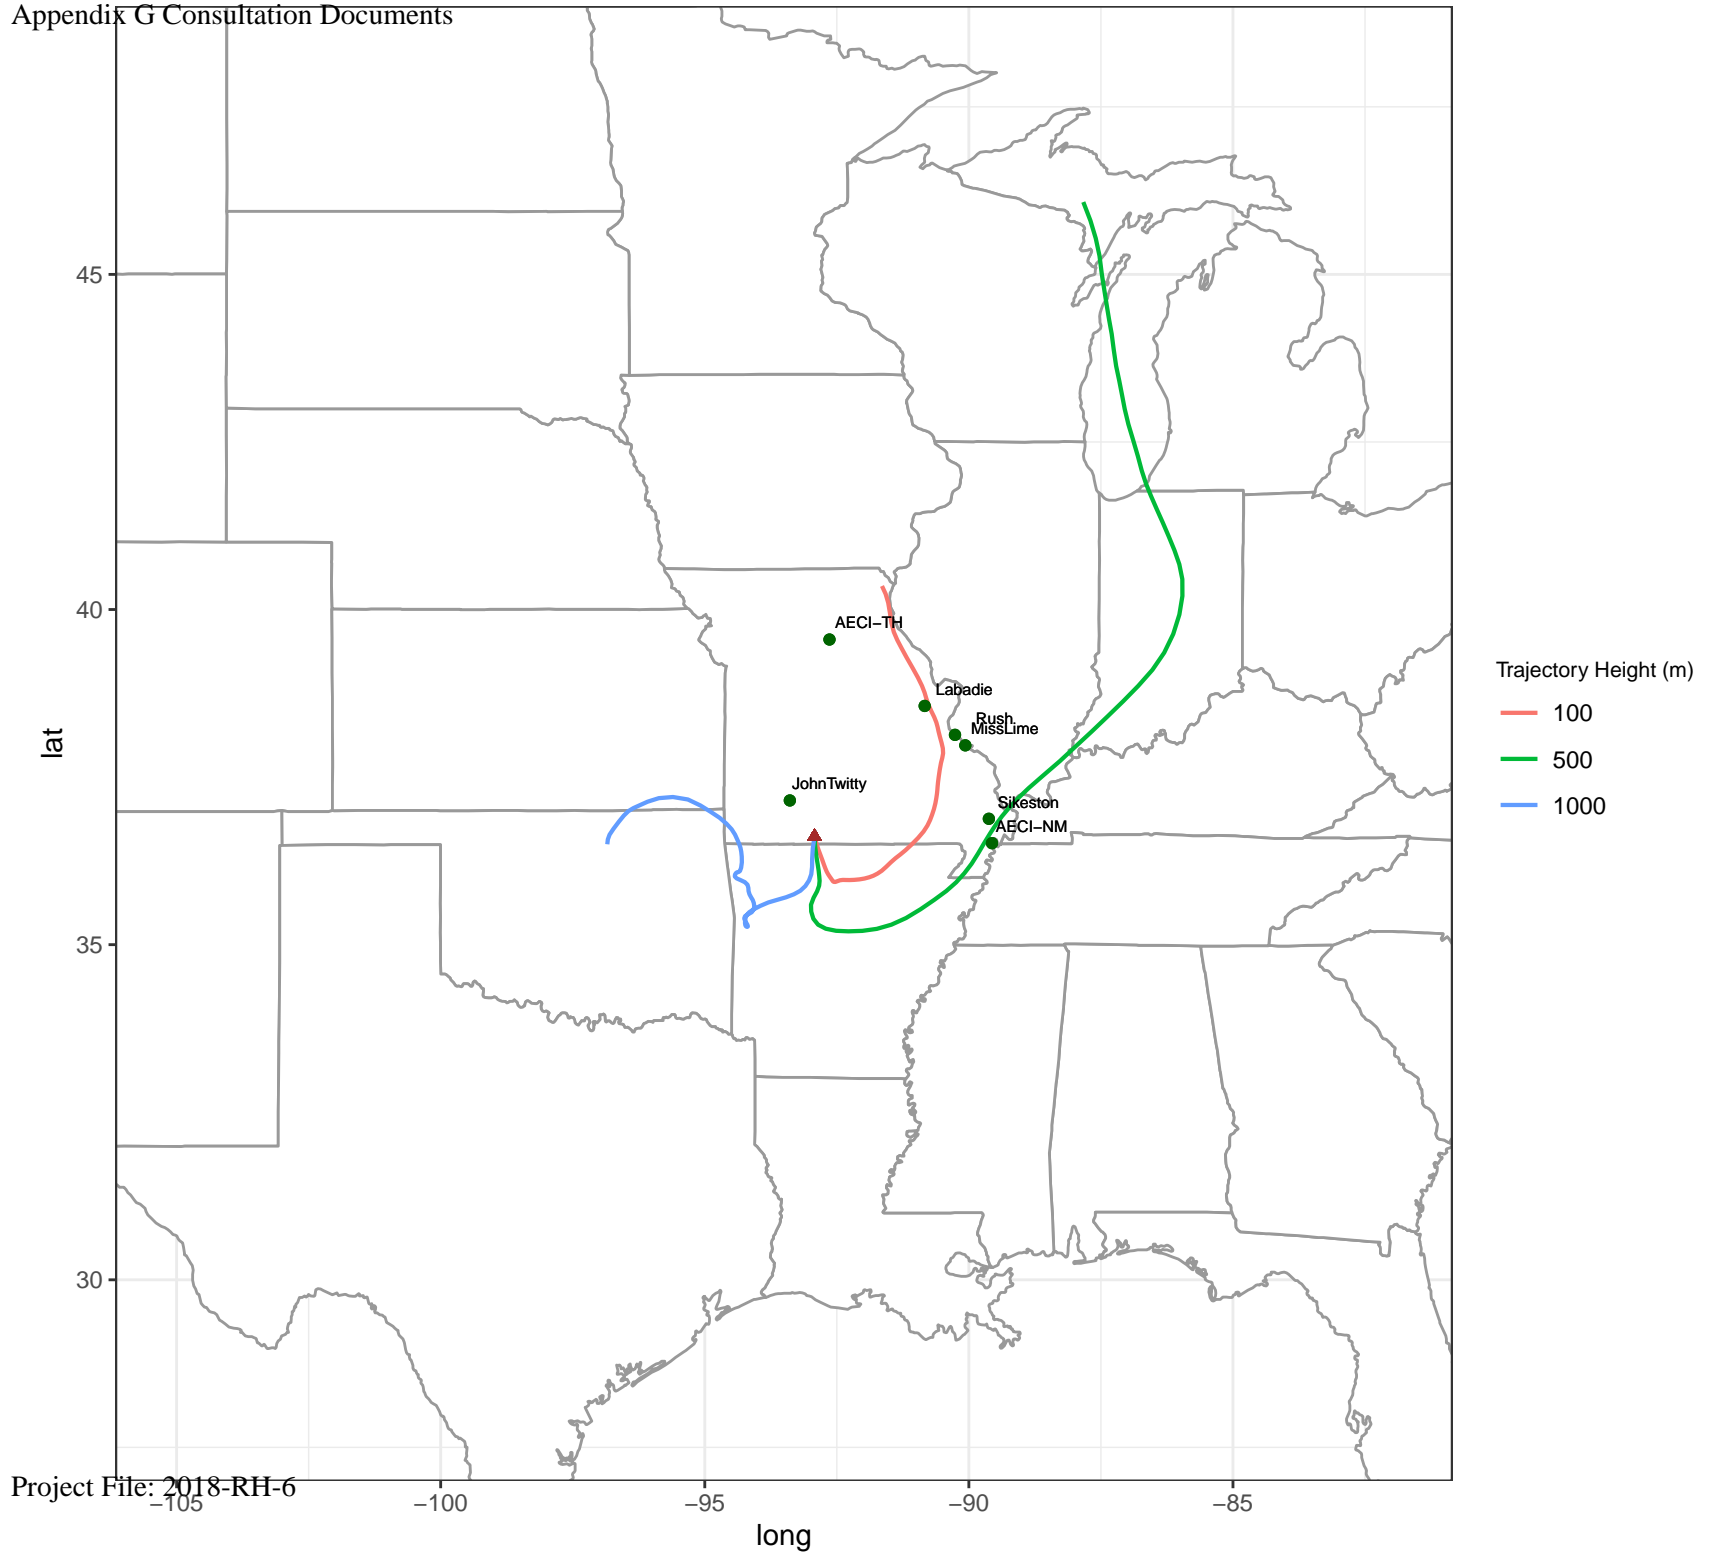 Appendix G Consultation Documents
45
40
35
30
lat
AECI−TH
Labadie
Rush
MissLime
JohnTwitty
Sikeston
AECI−NM
Trajectory Height (m)
100
500
1000
Project File: 2018-RH-6
−105
−100
−95
−90
−85
long